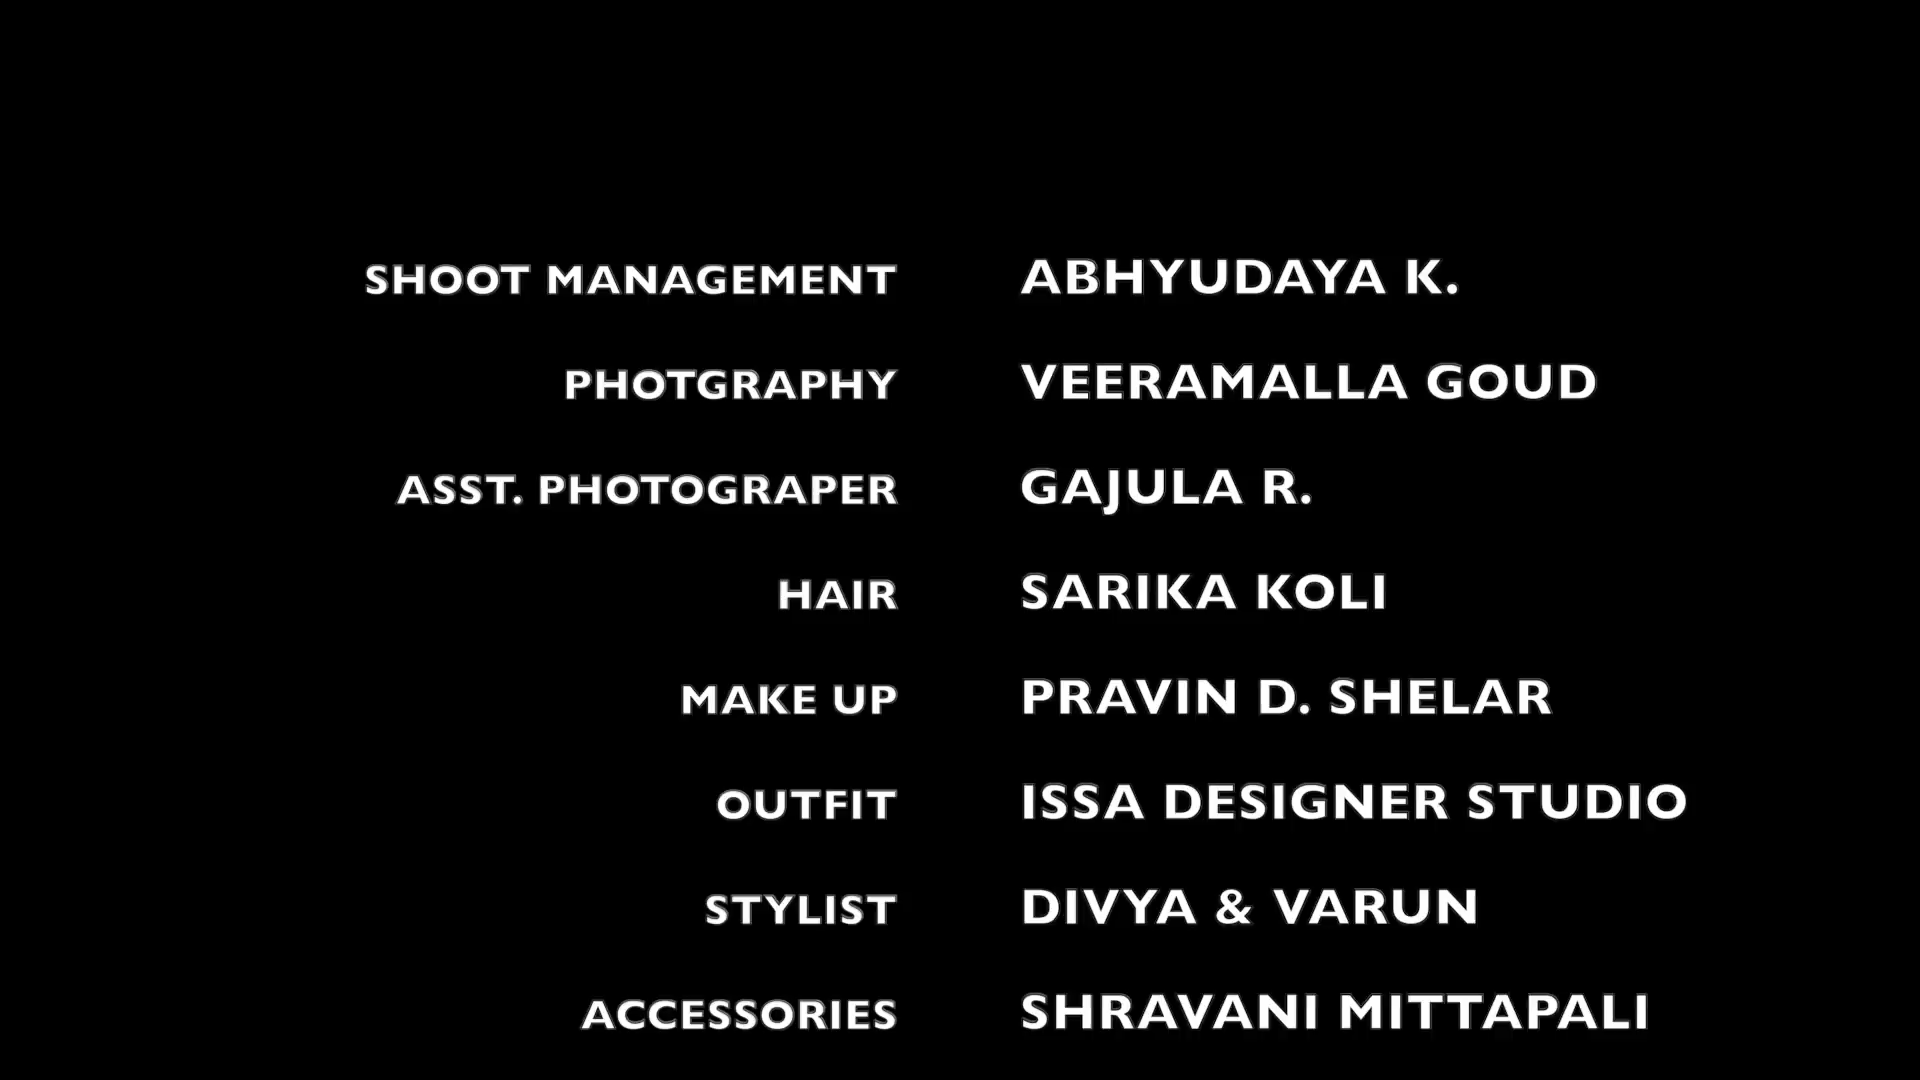 SHOOT MANAGEMENT ABHYUDAYA K.
PHOTGRAPHY VEERAMALLA GOUD
ASST. PHOTOGRAPER GAJULA R.
HAIR SARIKA KOLI
MAKE UP PRAVIN D. SHELAR
OUTFIT ISSA DESIGNER STUDIO
STYLIST DIVYA & VARUN
ACCESSORIES SHRAVANI MITTAPALI